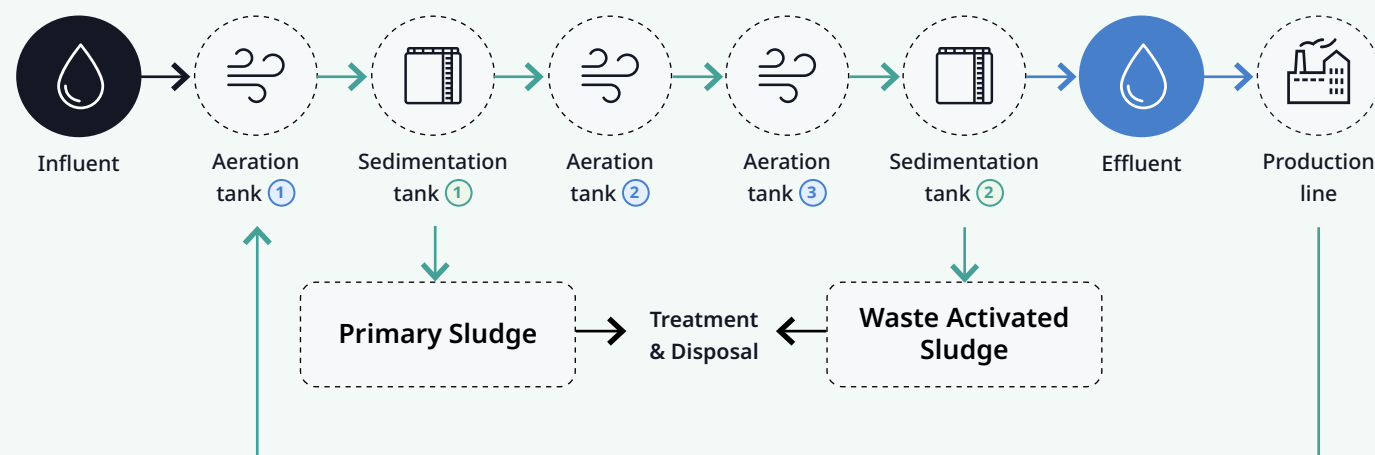 Influent
Aeration
tank 1
Sedimentation
tank 1
Aeration
tank 2
Aeration
tank 3
Sedimentation
tank 2
Effluent
Production
line
Primary Sludge
Treatment
& Disposal
Waste Activated
Sludge